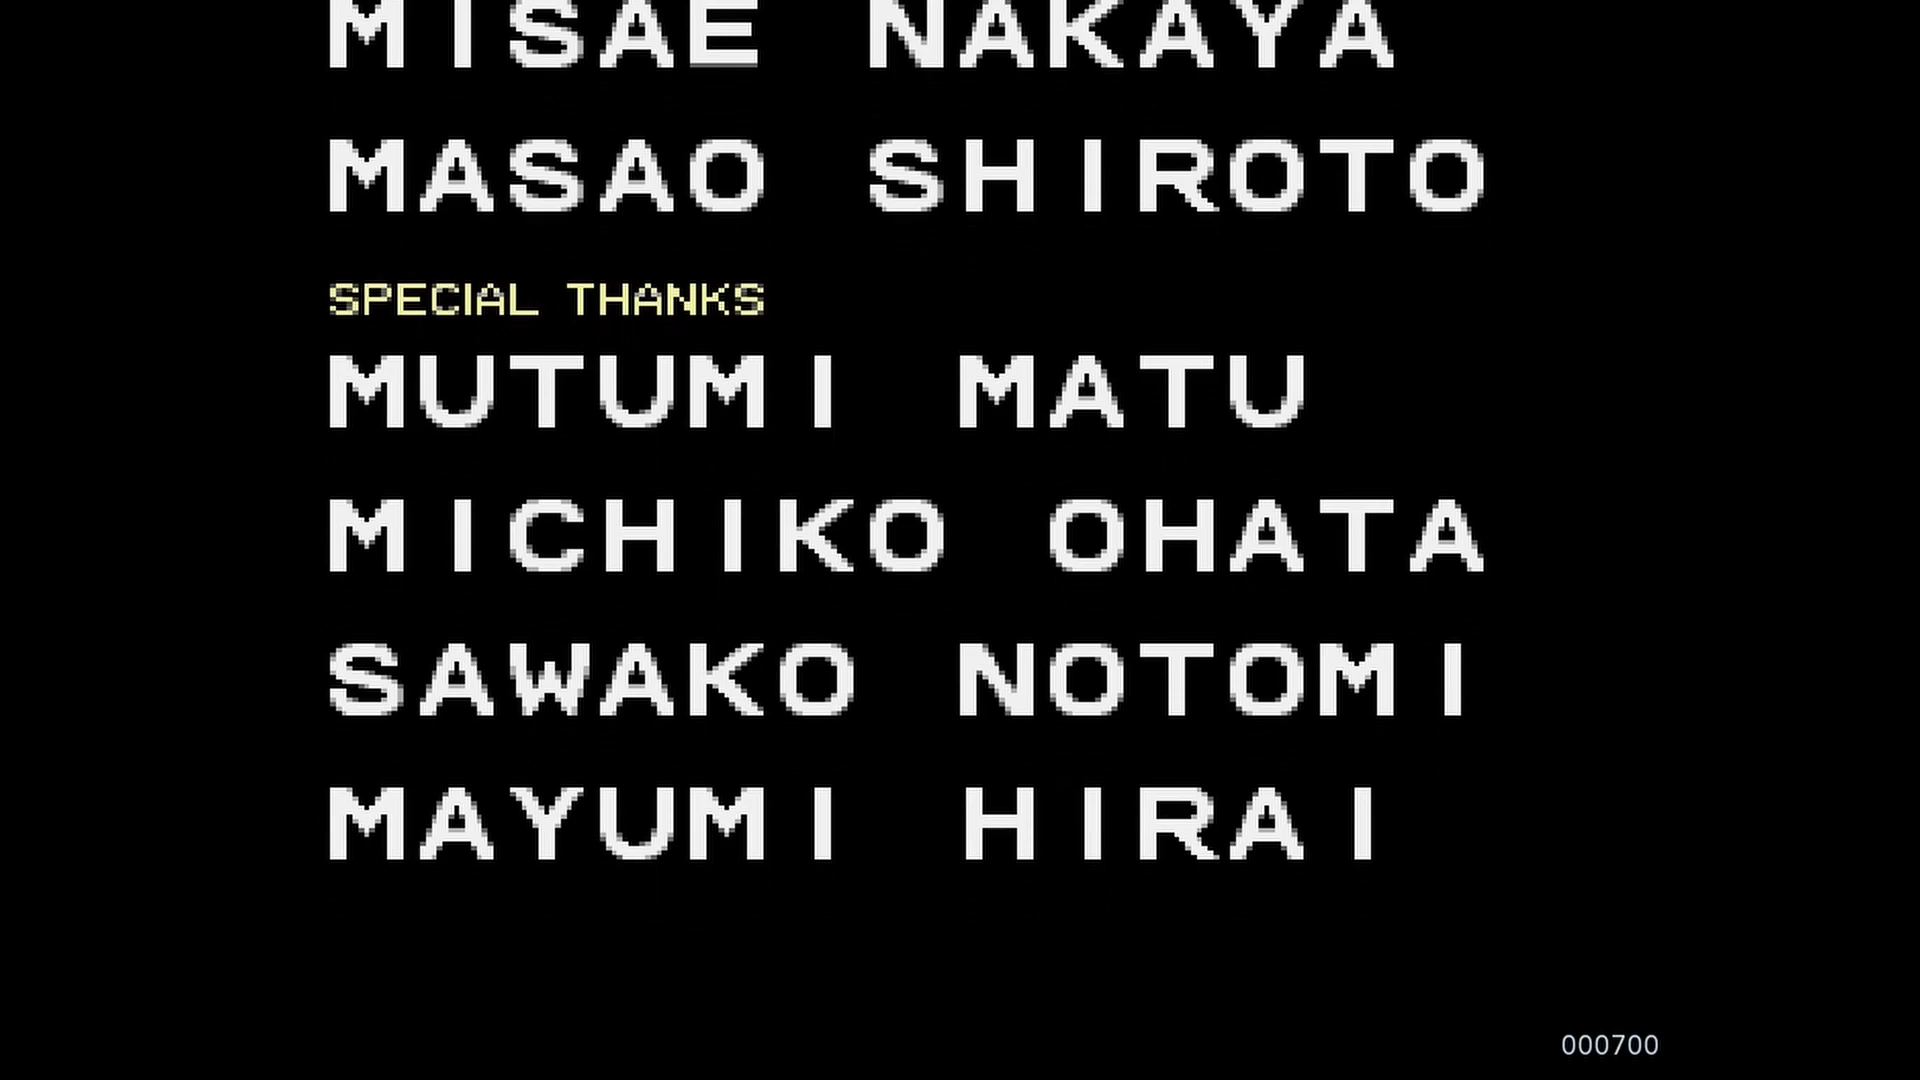 MISAE NAKAYA
MASAO SHIROTO
SPECIAL THANKS
MUTUMI MATU
MICHIKO OHATA
SAWAKO NOTOMI
MAYUMI HIRAI
000700